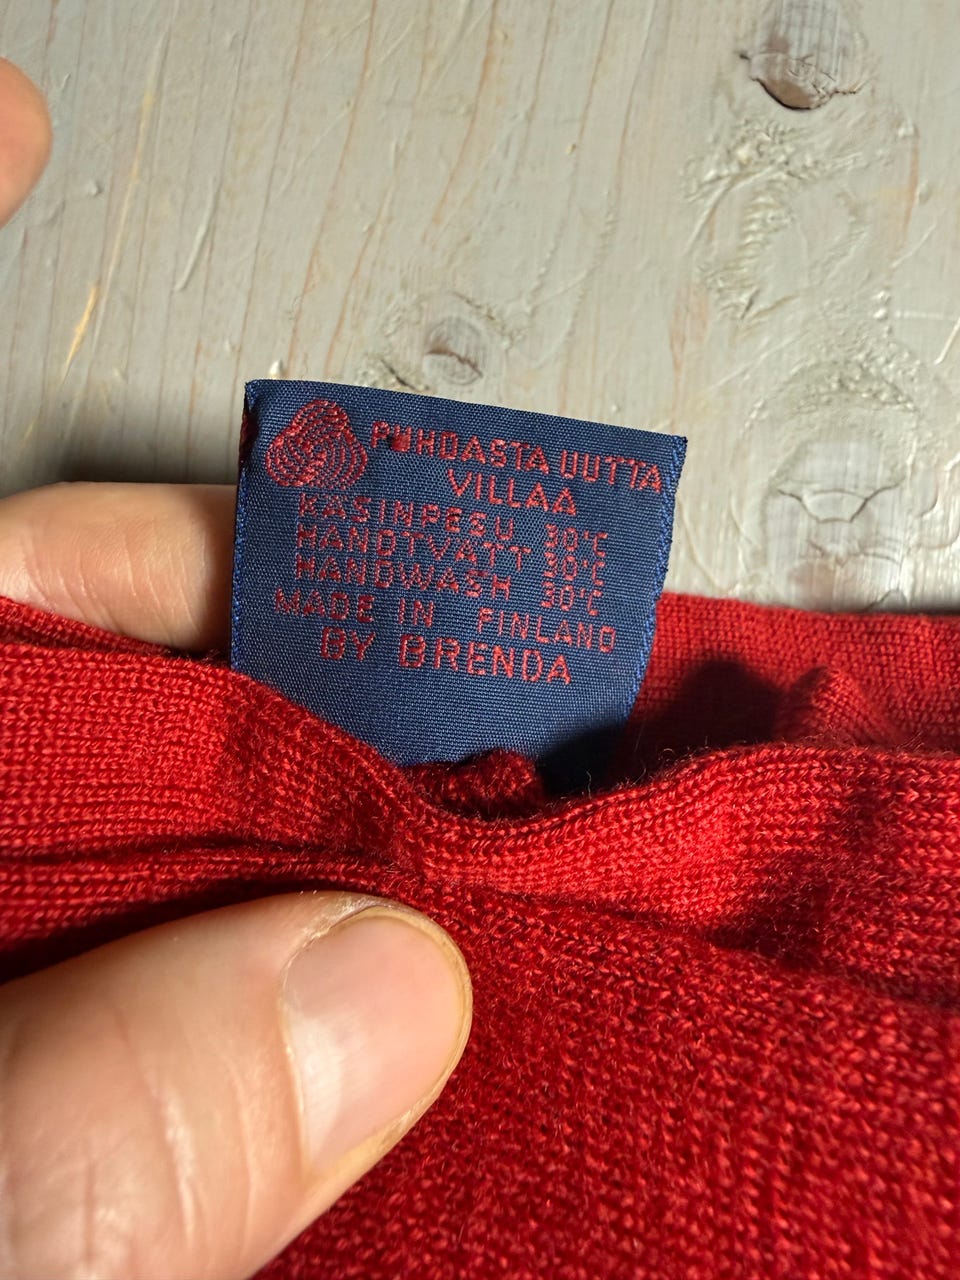 PUHDASTA UUTTA
VILLAA
KÄSINPESU 30°C
HANDTVÄTT 30°C
HANDWASH 30°C
MADE IN FINLAND
BY BRENDA